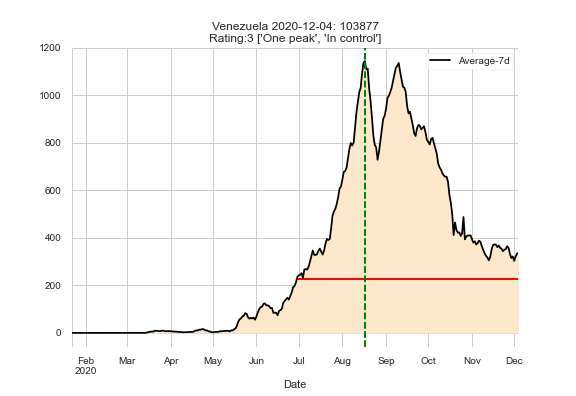 Venezuela 2020-12-04: 103877
Rating:3 ['One peak', 'In control']
Average-7d
1200
1000
800
600
400
200
0
Feb Mar Apr May Jun Jul Aug Sep Oct Nov Dec
2020
Date